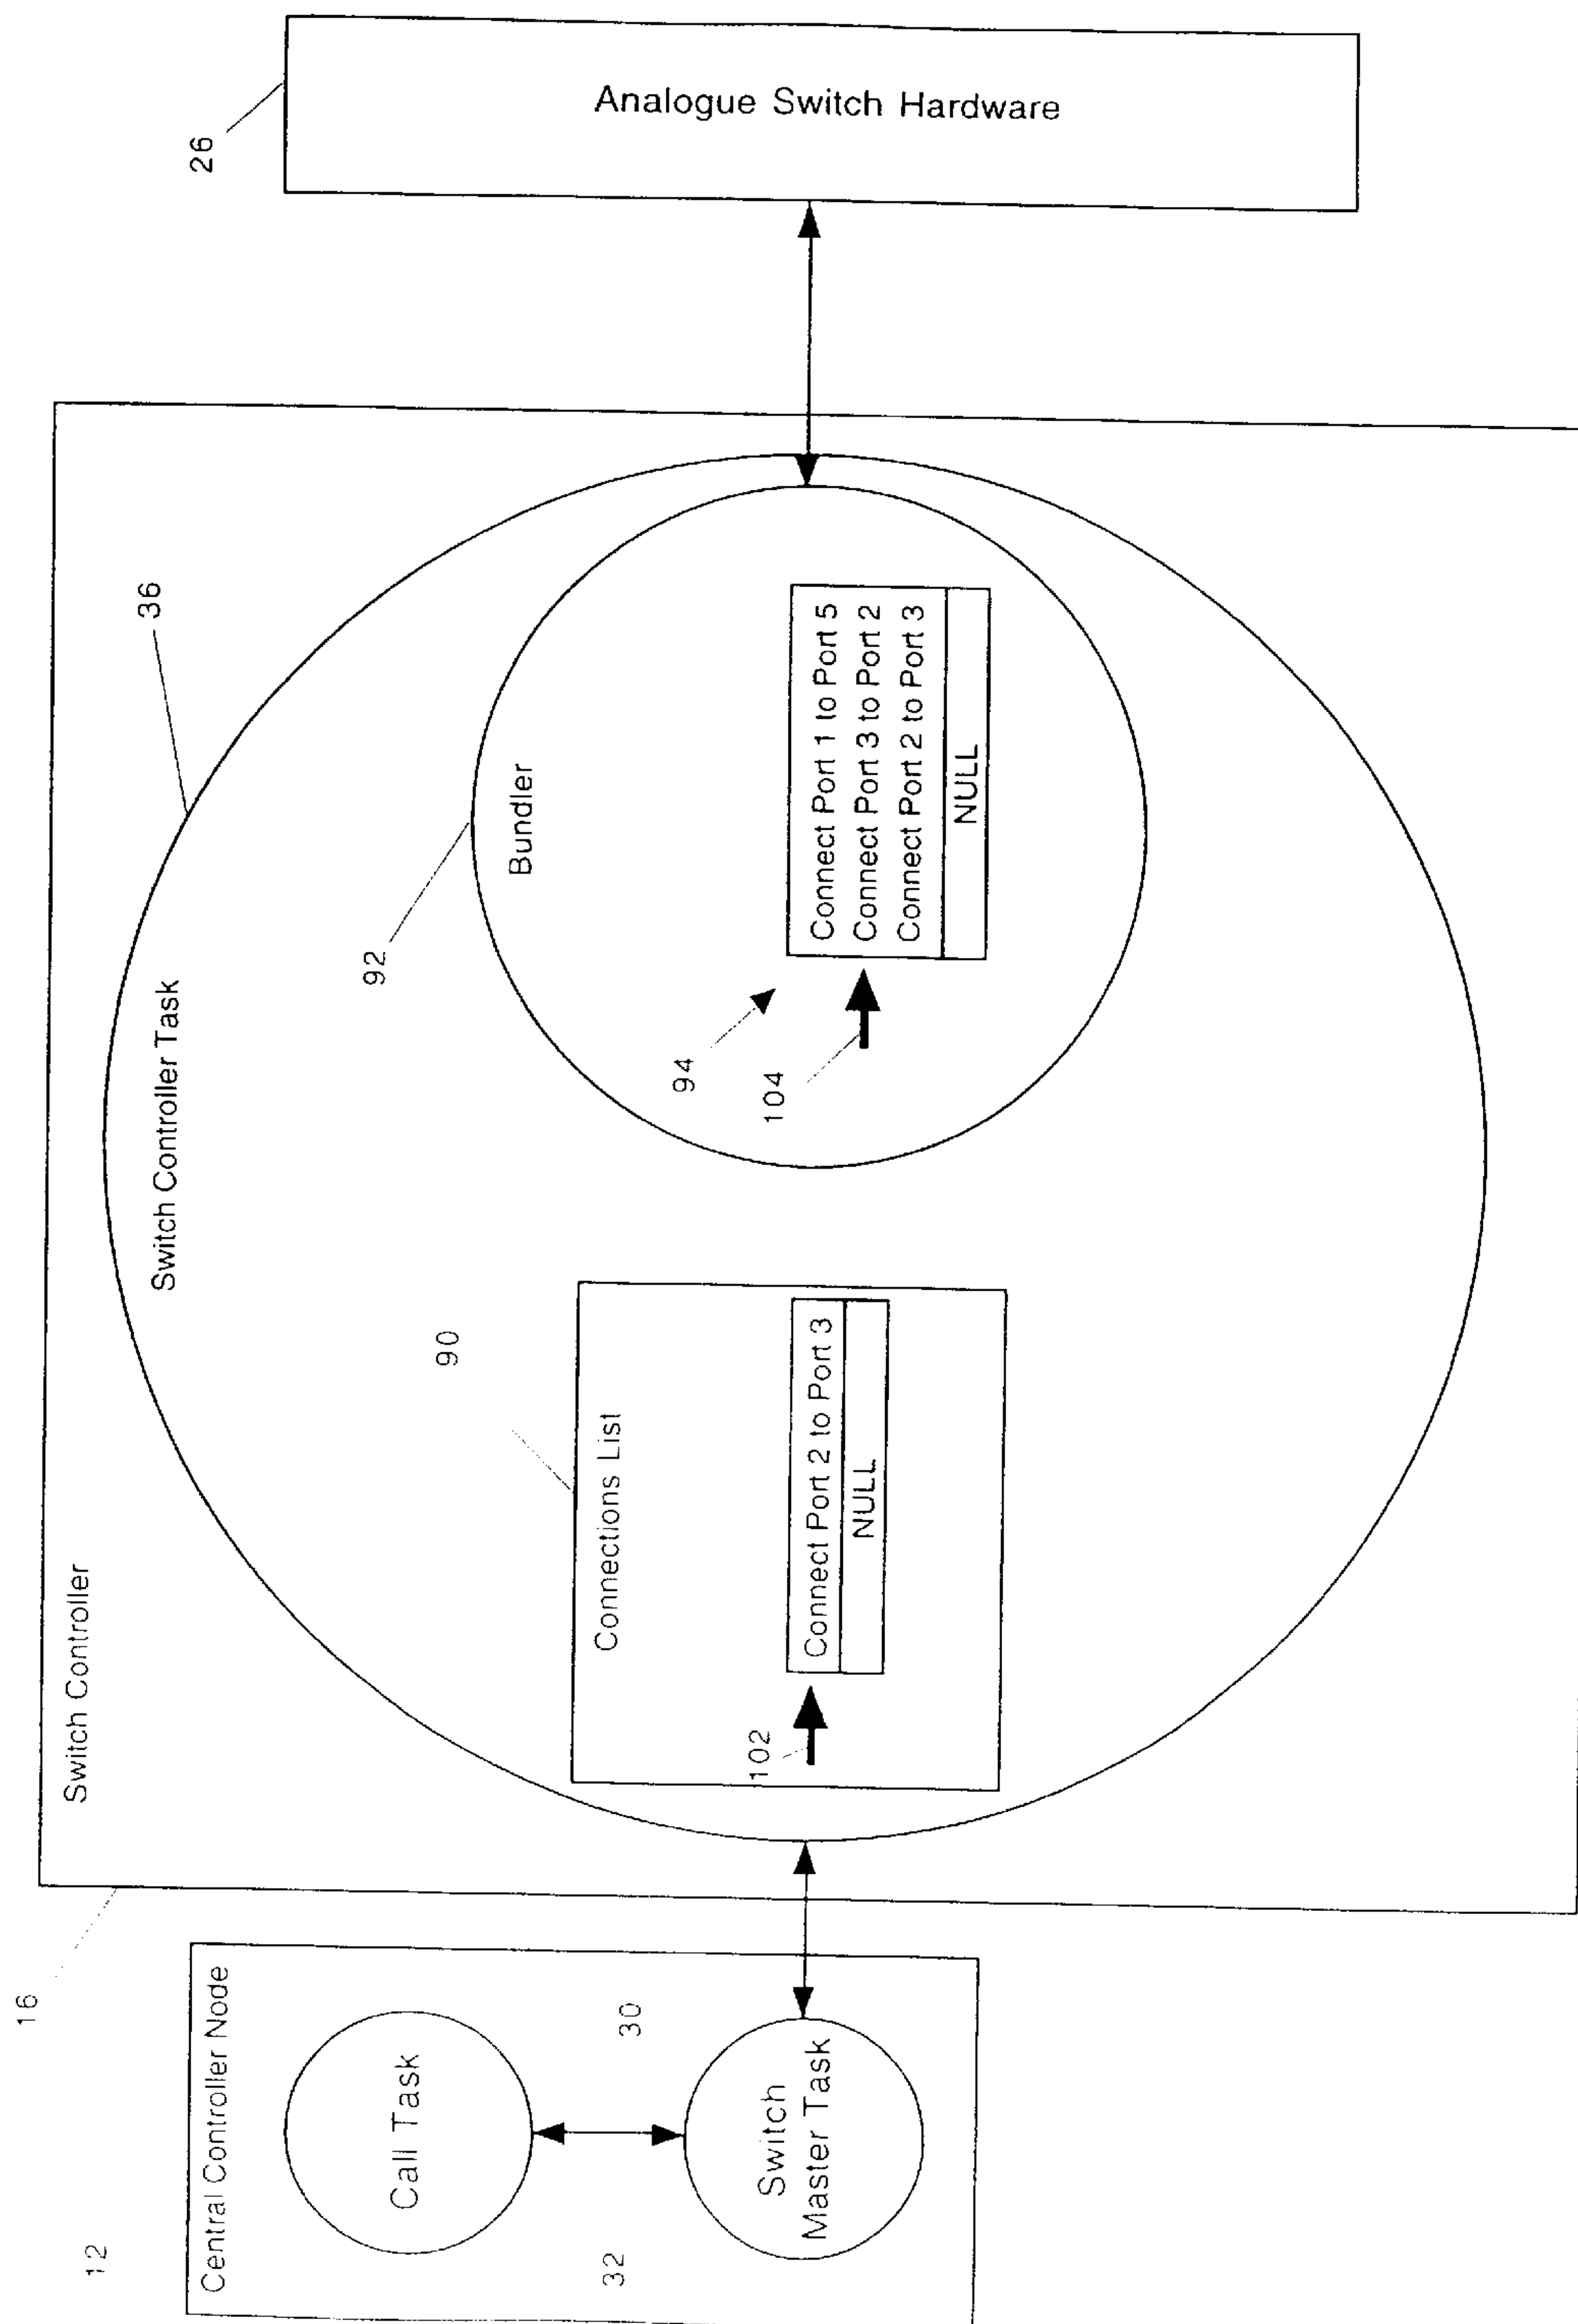 12
Central Controller Node
Call Task
30
32
Switch
Master Task
16
Switch Controller
Switch Controller Task
36
90
Connections List
102
Connect Port 2 to Port 3
NULL
92
Bundler
94
104
Connect Port 1 to Port 5
Connect Port 3 to Port 2
Connect Port 2 to Port 3
NULL
26
Analogue Switch Hardware